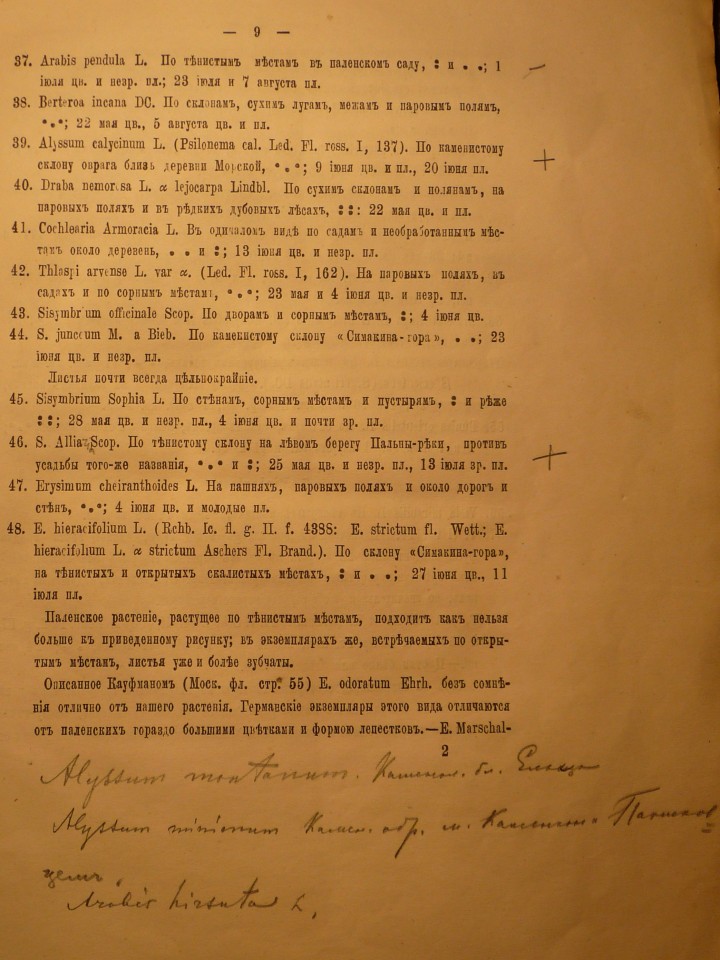 — 9 —
37. Arabis pendula L. По тѣнистымъ мѣстамъ въ паленскомъ саду, : и • •; 1
іюля цв. и незр. пл.; 23 іюля и 7 августа пл.
38. Berteroa incana DC. По склонамъ, сухимъ лугамъ, межамъ и паровымъ полямъ,
•.•; 22 мая цв., 5 августа цв. и пл.
39. Alyssum calycinum L. (Psilonema cal. Led. Fl. ross. I, 137). По каменистому
склону оврага близь деревни Морской, •.•; 9 іюня цв. и пл., 20 іюня пл.
40. Draba nemorosa L. α lejocarpa Lindbl. По сухимъ склонамъ и полянамъ, на
паровыхъ поляхъ и въ рѣдкихъ дубовыхъ лѣсахъ, : :: 22 мая цв. и пл.
41. Cochlearia Armoracia L. Въ одичаломъ видѣ по садамъ и необработаннымъ мѣс-
тамъ около деревень, • • и :; 13 іюня цв. и незр. пл.
42. Thlaspi arvense L. var α. (Led. Fl. ross. I, 162). На паровыхъ поляхъ, въ
садахъ и по сорнымъ мѣстамъ, •.•; 23 мая и 4 іюня цв. и незр. пл.
43. Sisymbrium officinale Scop. По дворамъ и сорнымъ мѣстамъ, :; 4 іюня цв.
44. S. junceum M. a Bieb. По каменистому склону «Симакина-гора», • •; 23
іюня цв. и незр. пл.
Листья почти всегда цѣльнокрайніе.
45. Sisymbrium Sophia L. По стѣнамъ, сорнымъ мѣстамъ и пустырямъ, : и рѣже
: :; 28 мая цв. и незр. пл., 4 іюня цв. и почти зр. пл.
46. S. Alliaria Scop. По тѣнистому склону на лѣвомъ берегу Пальны-рѣки, противъ
усадьбы того-же названія, •.• и :; 25 мая цв. и незр. пл., 13 іюля зр. пл.
47. Erysimum cheiranthoides L. На пашняхъ, паровыхъ поляхъ и около дорогъ и
стѣнъ, •.•; 4 іюня цв. и молодые пл.
48. E. hieracifolium L. (Rchb. Ic. fl. g. II. f. 4388: E. strictum fl. Wett.; E.
hieracifolium L. α strictum Aschers Fl. Brand.). По склону «Симакина-гора»,
на тѣнистыхъ и открытыхъ скалистыхъ мѣстахъ, : и • •; 27 іюня цв., 11
іюля пл.
Паленское растеніе, растущее по тѣнистымъ мѣстамъ, подходитъ какъ нельзя
больше къ приведенному рисунку; въ экземплярахъ же, встрѣчаемыхъ по откры-
тымъ мѣстамъ, листья уже и болѣе зубчаты.
Описанное Кауфманомъ (Моск. фл. стр. 55) E. odoratum Ehrh. безъ сомнѣ-
нія отлично отъ нашего растенія. Германскіе экземпляры этого вида отличаются
отъ паленскихъ гораздо большими цвѣтками и формою лепестковъ.—E. Marschal-
2
Alyssum montanum. Каменист. бл. Ельца
Alyssum minimum Камен. обр.
Arabis hirsuta L.